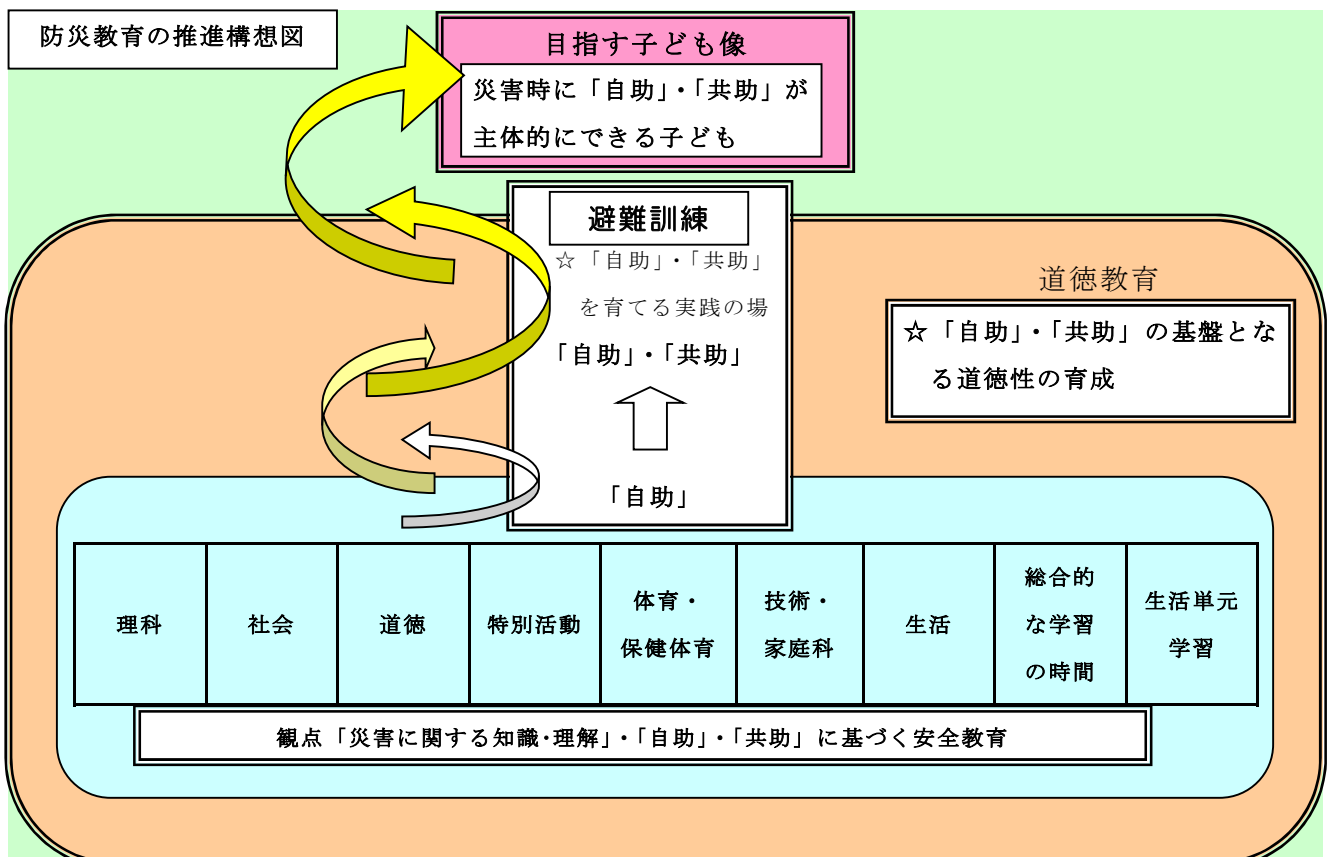 防災教育の推進構想図
目指す子ども像
災害時に「自助」・「共助」が
主体的にできる子ども
避難訓練
☆「自助」・「共助」
を育てる実践の場
「自助」・「共助」
「自助」
道徳教育
☆「自助」・「共助」の基盤とな
る道徳性の育成
理科
社会
道徳
特別活動
体育・
保健体育
技術・
家庭科
生活
総合的
な学習
の時間
生活単元
学習
観点「災害に関する知識・理解」・「自助」・「共助」に基づく安全教育